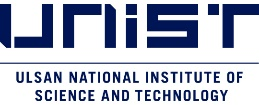 UNIST
ULSAN NATIONAL INSTITUTE OF
SCIENCE AND TECHNOLOGY